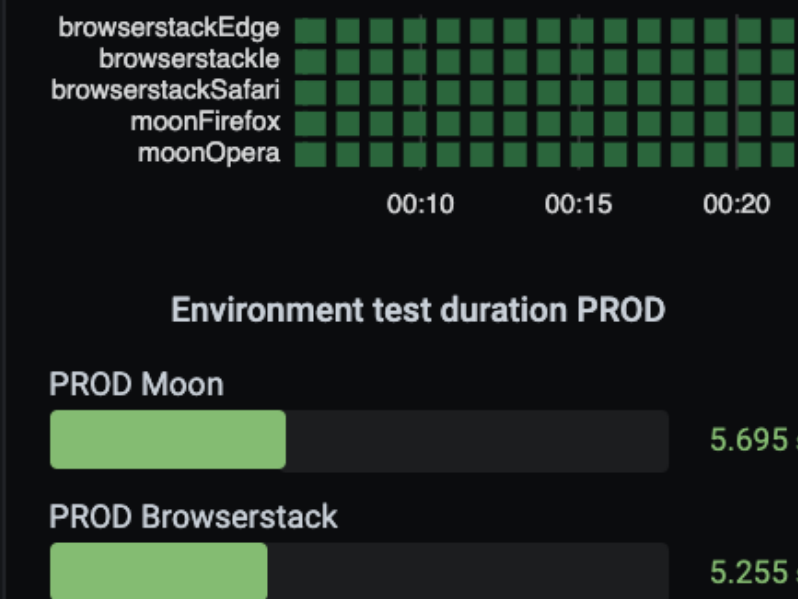 browserstackEdge
browserstackIe
browserstackSafari
moonFirefox
moonOpera
00:10 00:15 00:20
Environment test duration PROD
PROD Moon
5.695 s
PROD Browserstack
5.255 s